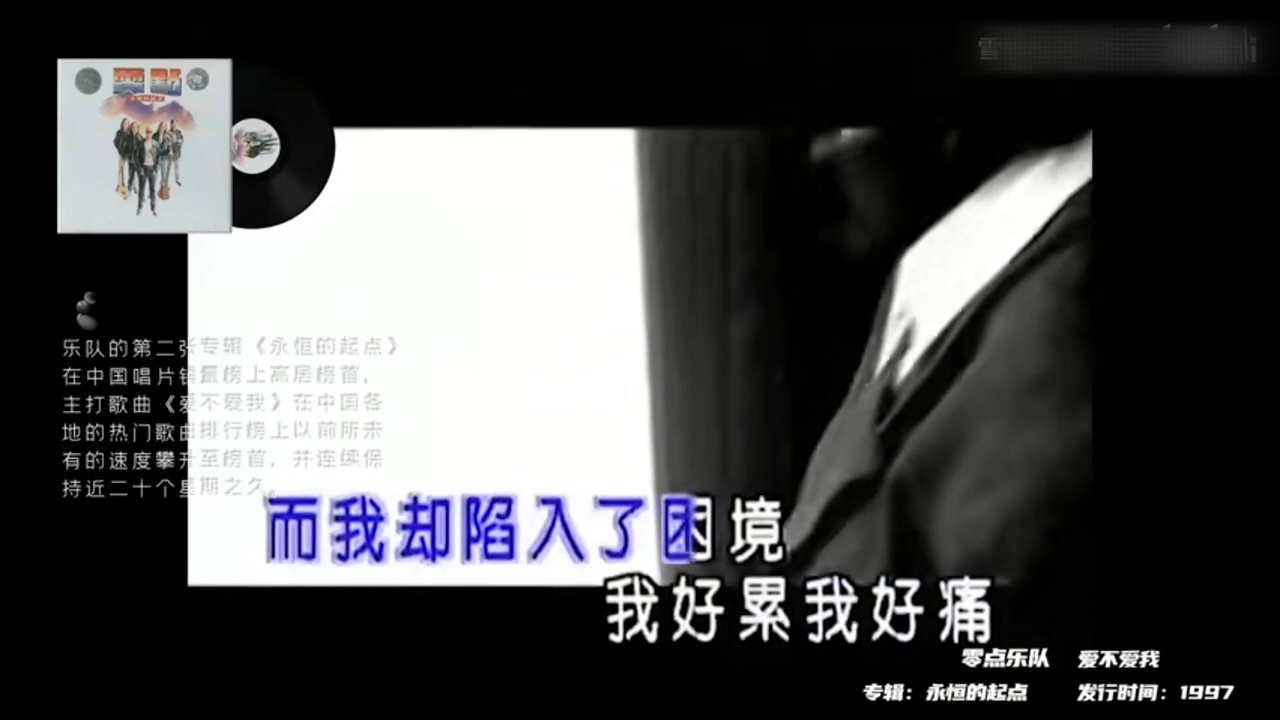 零點
乐队的第二张专辑《永恒的起点》
在中国唱片销量榜上高居榜首，
主打歌曲《爱不爱我》在中国各
地的热门歌曲排行榜上以前所未
有的速度攀升至榜首，并连续保
持近二十个星期之久。
而我却陷入了困境
我好累我好痛
零点乐队 爱不爱我
专辑：永恒的起点 发行时间：1997